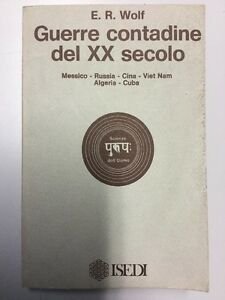 E. R. Wolf
Guerre contadine
del XX secolo
Messico - Russia - Cina - Viet Nam
Algeria - Cuba
Scienze
पुरुषः
dell'Uomo
ISEDI